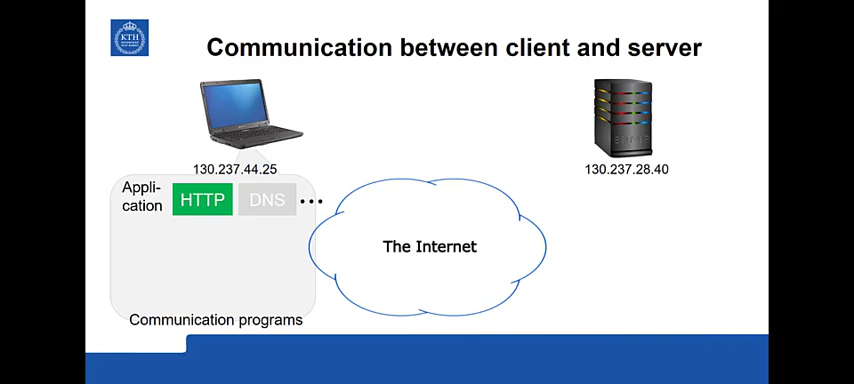 KTH
Communication between client and server
130.237.44.25
130.237.28.40
Appli-
cation
HTTP
DNS
•••
The Internet
Communication programs